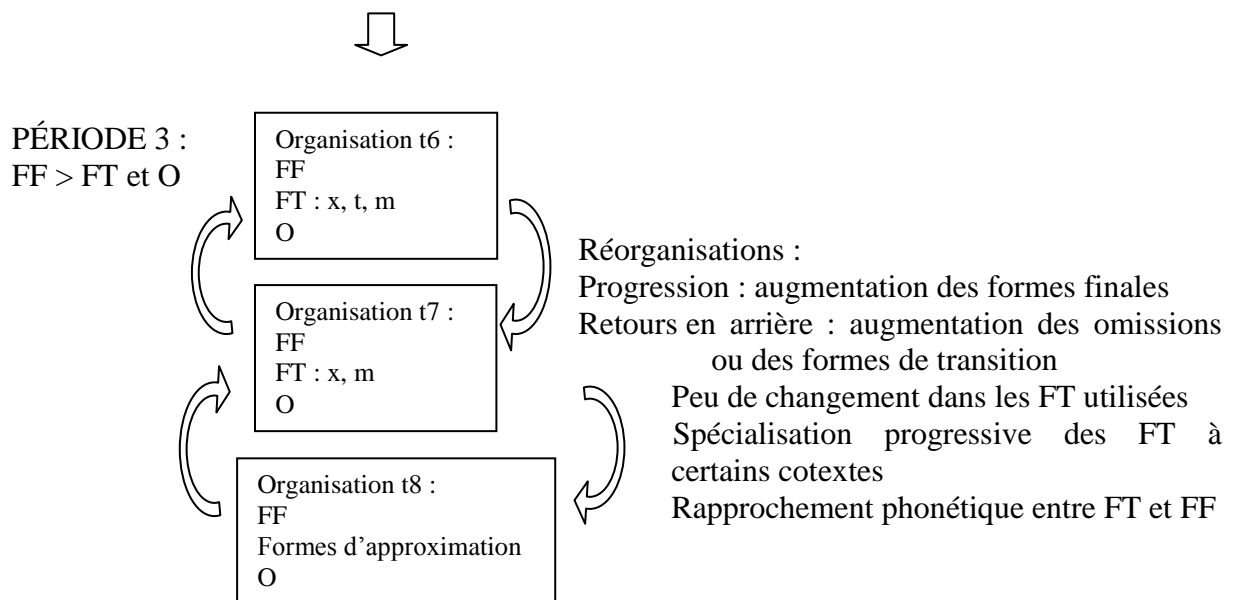 PÉRIODE 3 :
FF > FT et O
Organisation t6 :
FF
FT : x, t, m
O
Organisation t7 :
FF
FT : x, m
O
Organisation t8 :
FF
Formes d’approximation
O
Réorganisations :
Progression : augmentation des formes finales
Retours en arrière : augmentation des omissions
ou des formes de transition
Peu de changement dans les FT utilisées
Spécialisation progressive des FT à
certains cotextes
Rapprochement phonétique entre FT et FF